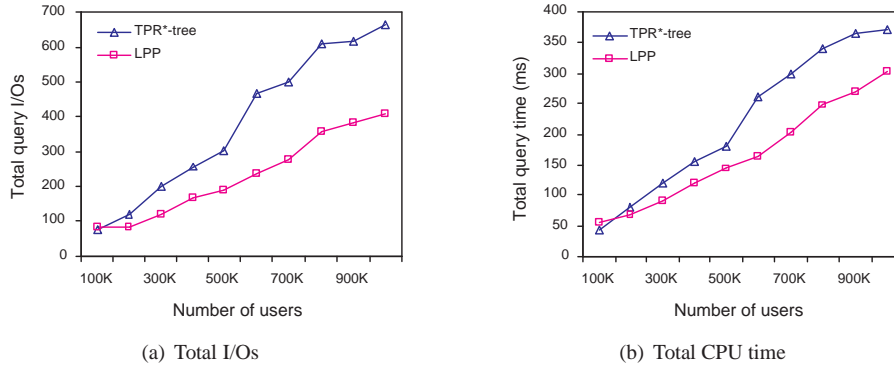 700
600
500
400
300
200
100
0
Total query I/Os
TPR*-tree
LPP
100K 300K 500K 700K 900K
Number of users
(a) Total I/Os
400
350
300
250
200
150
100
50
0
Total query time (ms)
TPR*-tree
LPP
100K 300K 500K 700K 900K
Number of users
(b) Total CPU time